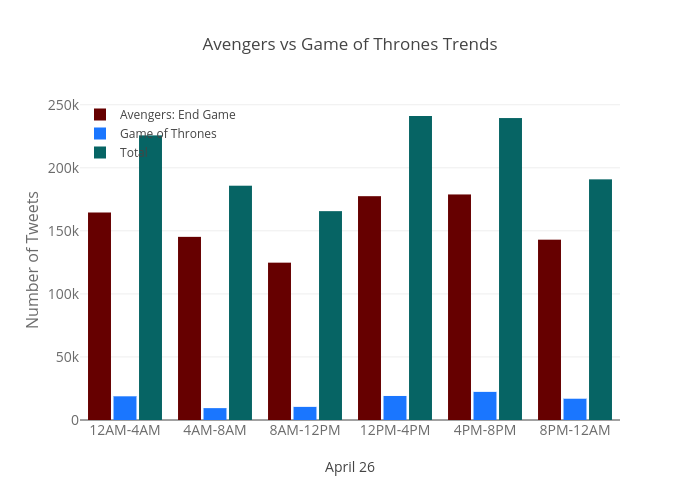 Avengers vs Game of Thrones Trends
250k
200k
150k
100k
50k
0
Number of Tweets
Avengers: End Game
Game of Thrones
Total
12AM-4AM 4AM-8AM 8AM-12PM 12PM-4PM 4PM-8PM 8PM-12AM
April 26